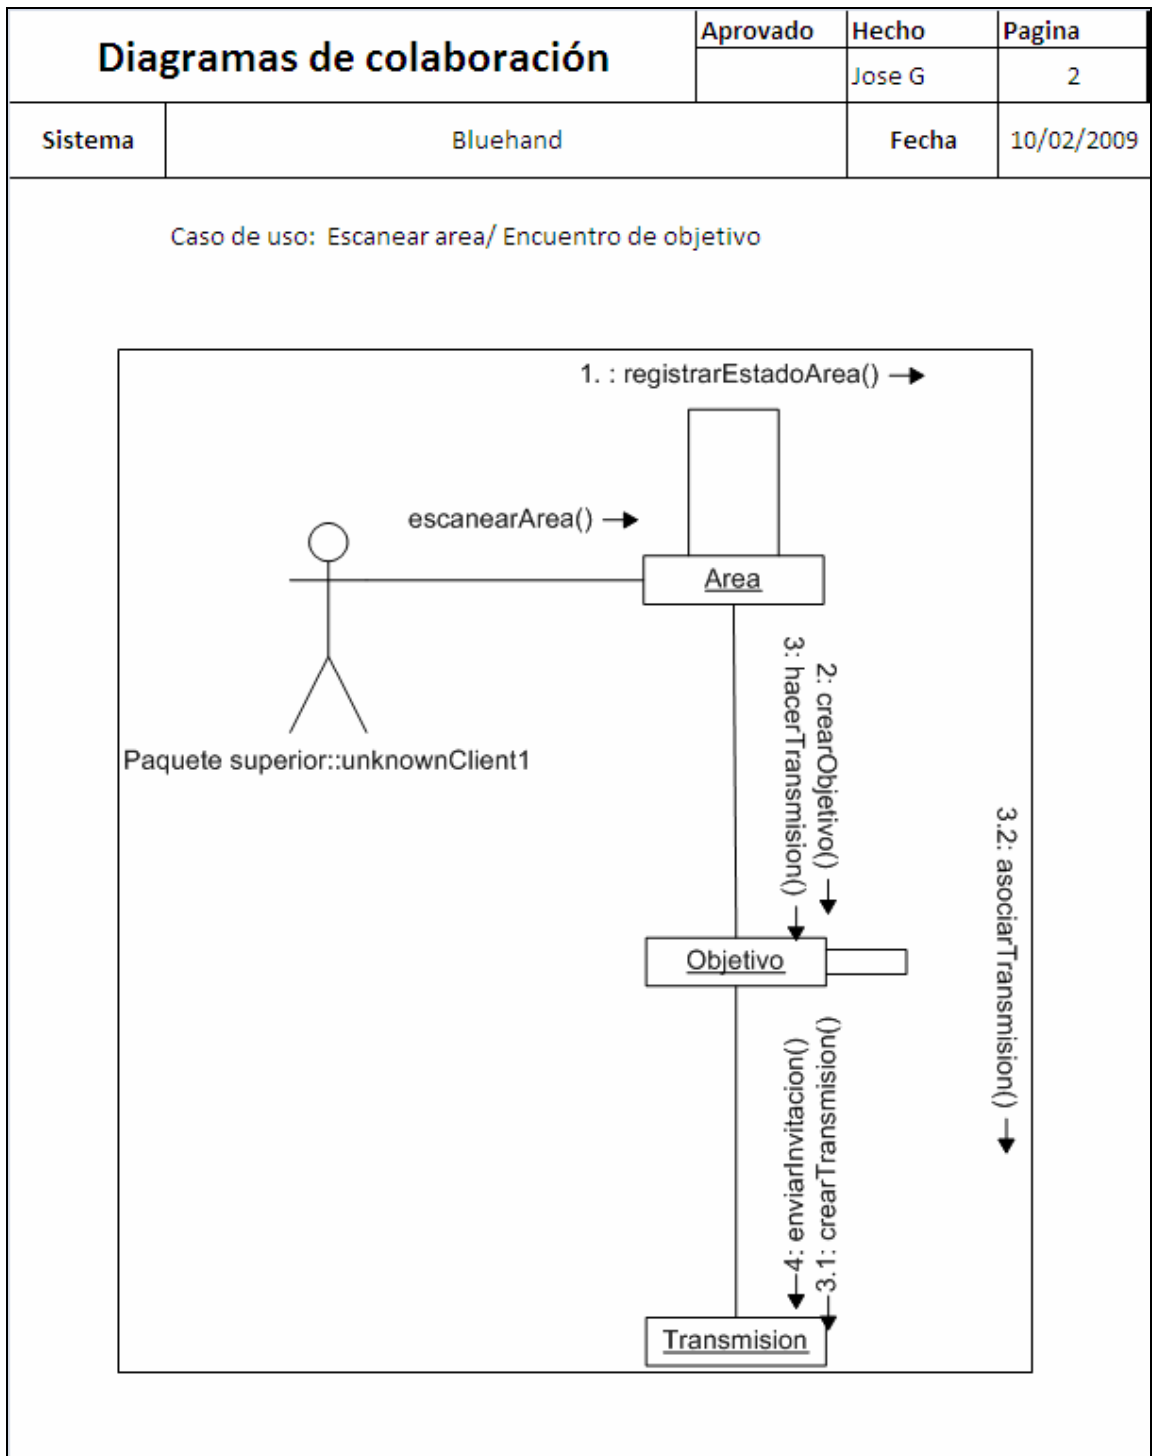 Diagramas de colaboración
Aprovado
Hecho
Pagina
Jose G
2
Sistema
Bluehand
Fecha
10/02/2009
Caso de uso: Escanear area/ Encuentro de objetivo
1. : registrarEstadoArea()
escanearArea()
Area
Paquete superior::unknownClient1
2: crearObjetivo()
3: hacerTransmision()
3.2: asociarTransmision()
Objetivo
3.1: crearTransmision()
4: enviarInvitacion()
Transmision